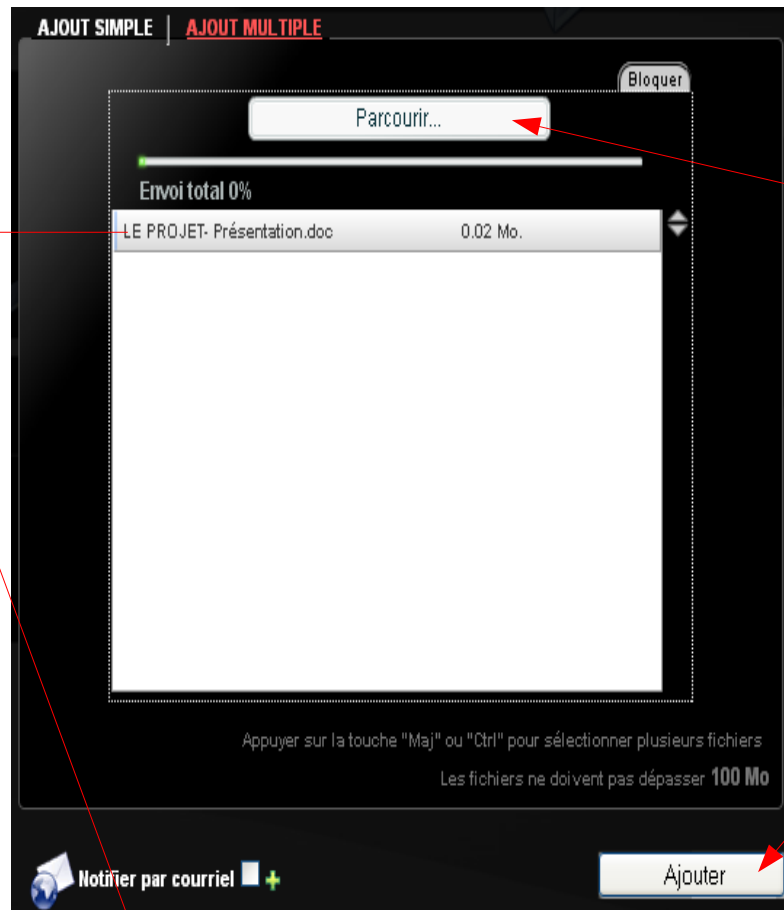 AJOUT SIMPLE | AJOUT MULTIPLE
Bloquer
Parcourir...
Envoi total 0%
LE PROJET- Présentation.doc 0.02 Mo.
Appuyer sur la touche "Maj" ou "Ctrl" pour sélectionner plusieurs fichiers
Les fichiers ne doivent pas dépasser 100 Mo
Notifier par courriel
Ajouter